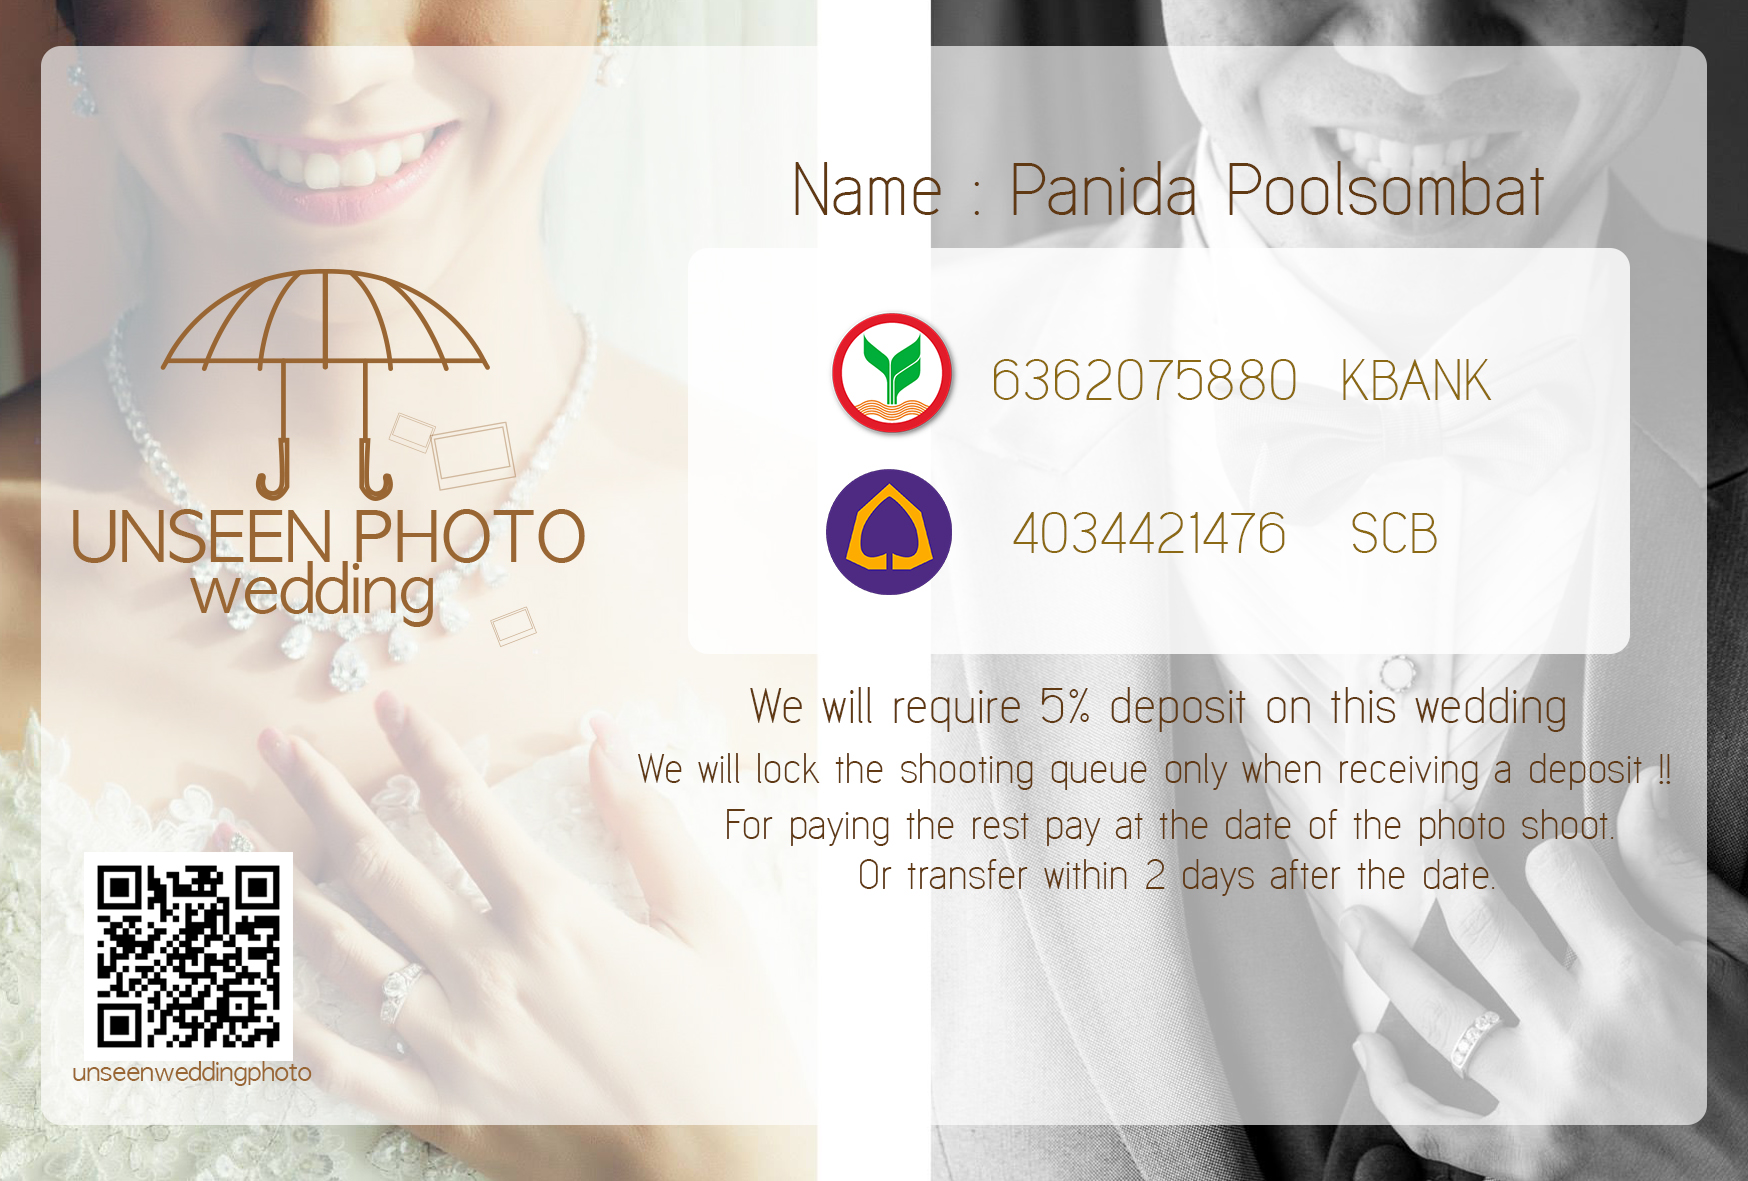 UNSEEN PHOTO
wedding
Name : Panida Poolsombat
6362075880 KBANK
4034421476 SCB
We will require 5% deposit on this wedding
We will lock the shooting queue only when receiving a deposit !!
For paying the rest pay at the date of the photo shoot.
Or transfer within 2 days after the date.
unseenweddingphoto